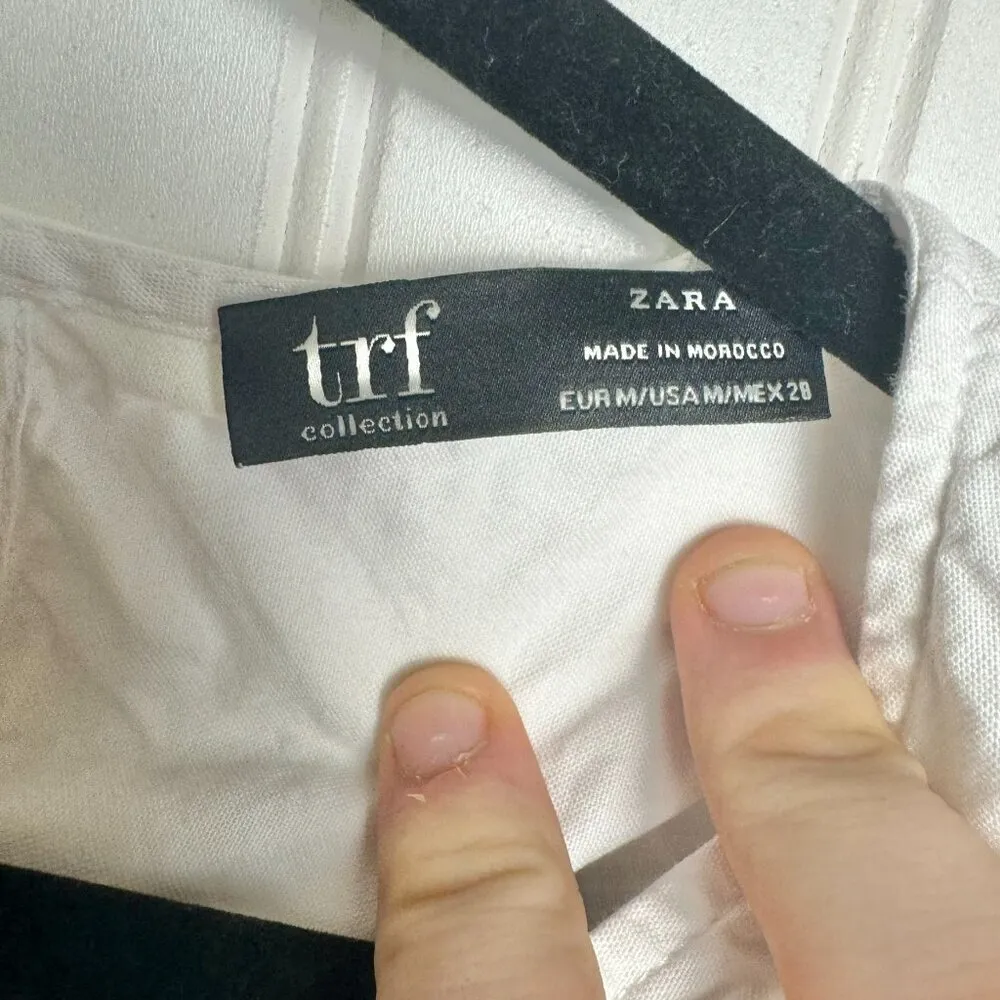 trf
collection
ZARA
MADE IN MOROCCO
EUR M/USA M/MEX 28